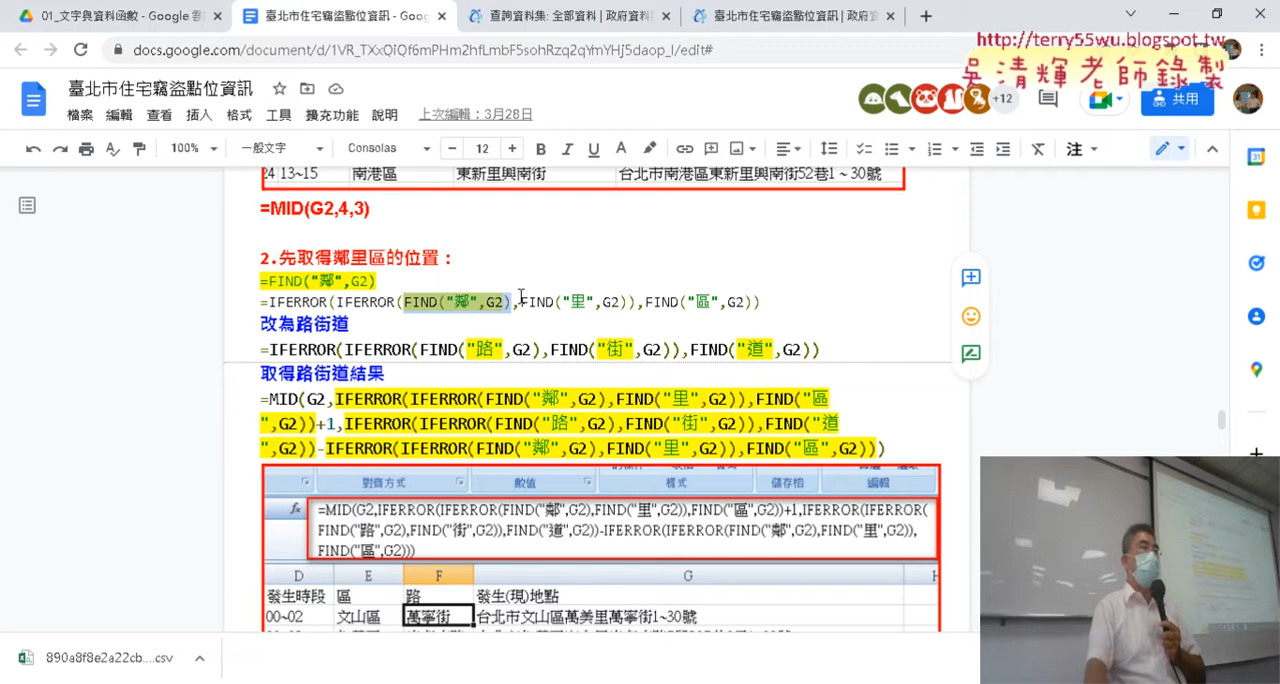 01_文字與資料函數 - Google 雲
臺北市住宅竊盜點位資訊 - Goog
查詢資料集: 全部資料 | 政府資料
臺北市住宅竊盜點位資訊 | 政府
docs.google.com/document/d/1VR_TXxQiQf6mPHm2hfLmbF5sohRzq2qYmYHj5daop_I/edit#
http://terry55wu.blogspot.tw
吳清輝老師錄製
臺北市住宅竊盜點位資訊
檔案 編輯 查看 插入 格式 工具 擴充功能 說明 上次編輯：3月28日
+12
共用
100% 一般文字 Consolas 12 B I U A 注
24 13~15 南港區 東新里興南街 台北市南港區東新里興南街52巷1~30號
=MID(G2,4,3)
2.先取得鄰里區的位置：
=FIND("鄰",G2)
=IFERROR(IFERROR(FIND("鄰",G2),FIND("里",G2)),FIND("區",G2))
改為路街道
=IFERROR(IFERROR(FIND("路",G2),FIND("街",G2)),FIND("道",G2))
取得路街道結果
=MID(G2,IFERROR(IFERROR(FIND("鄰",G2),FIND("里",G2)),FIND("區
",G2))+1,IFERROR(IFERROR(FIND("路",G2),FIND("街",G2)),FIND("道
",G2))-IFERROR(IFERROR(FIND("鄰",G2),FIND("里",G2)),FIND("區",G2)))
對齊方式 數值 樣式 儲存格 編輯
fx =MID(G2,IFERROR(IFERROR(FIND("鄰",G2),FIND("里",G2)),FIND("區",G2))+1,IFERROR(IFERROR(
FIND("路",G2),FIND("街",G2)),FIND("道",G2))-IFERROR(IFERROR(FIND("鄰",G2),FIND("里",G2)),
FIND("區",G2)))
D E F G H
發生時段 區 路 發生(現)地點
00~02 文山區 萬寧街 台北市文山區萬美里萬寧街1~30號
890a8f8e2a22cb....csv